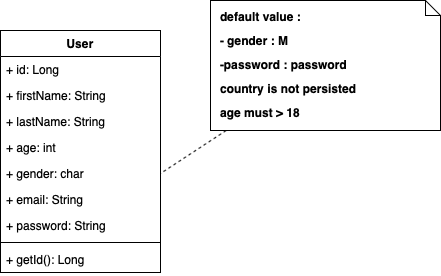 User
+ id: Long
+ firstName: String
+ lastName: String
+ age: int
+ gender: char
+ email: String
+ password: String
+ getId(): Long
default value :
- gender : M
-password : password
country is not persisted
age must > 18